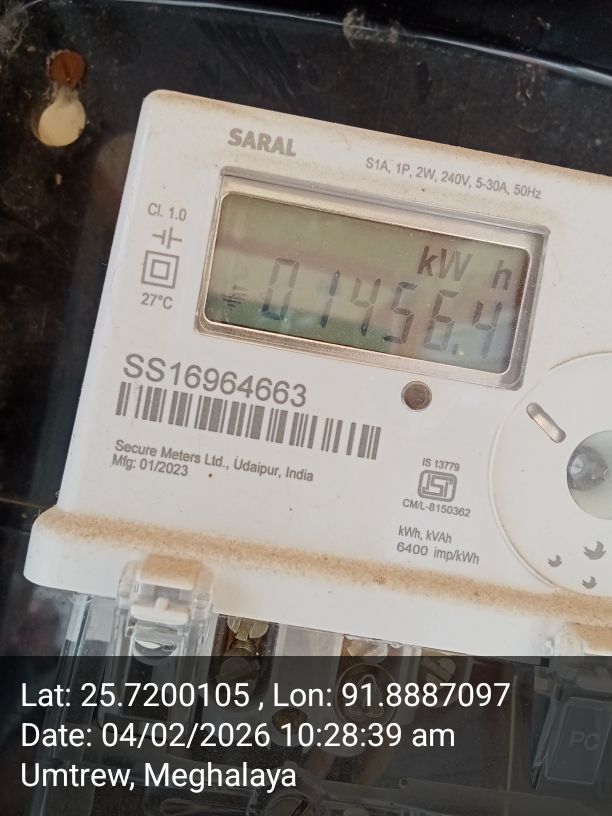 SARAL
S1A, 1P, 2W, 240V, 5-30A, 50Hz
Cl. 1.0
27°C
kW h
01456.4
SS16964663
Secure Meters Ltd., Udaipur, India
Mfg: 01/2023
IS 13779
ISI
CM/L-8150362
kWh, kVAh
6400 imp/kWh
PC
Lat: 25.7200105 , Lon: 91.8887097
Date: 04/02/2026 10:28:39 am
Umtrew, Meghalaya